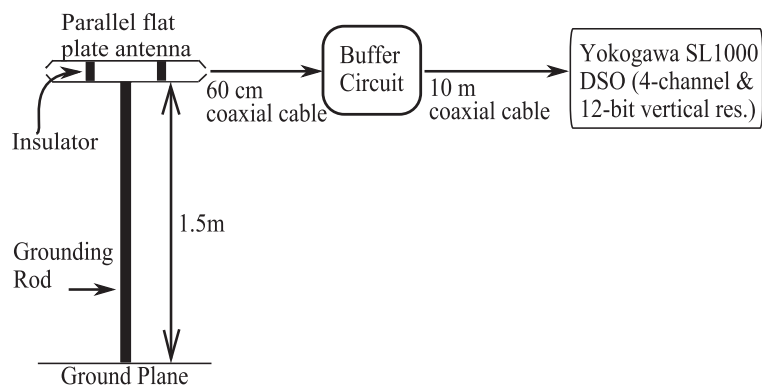 Parallel flat
plate antenna
Insulator
60 cm
coaxial cable
Buffer
Circuit
10 m
coaxial cable
Yokogawa SL1000
DSO (4-channel &
12-bit vertical res.)
1.5m
Grounding
Rod
Ground Plane